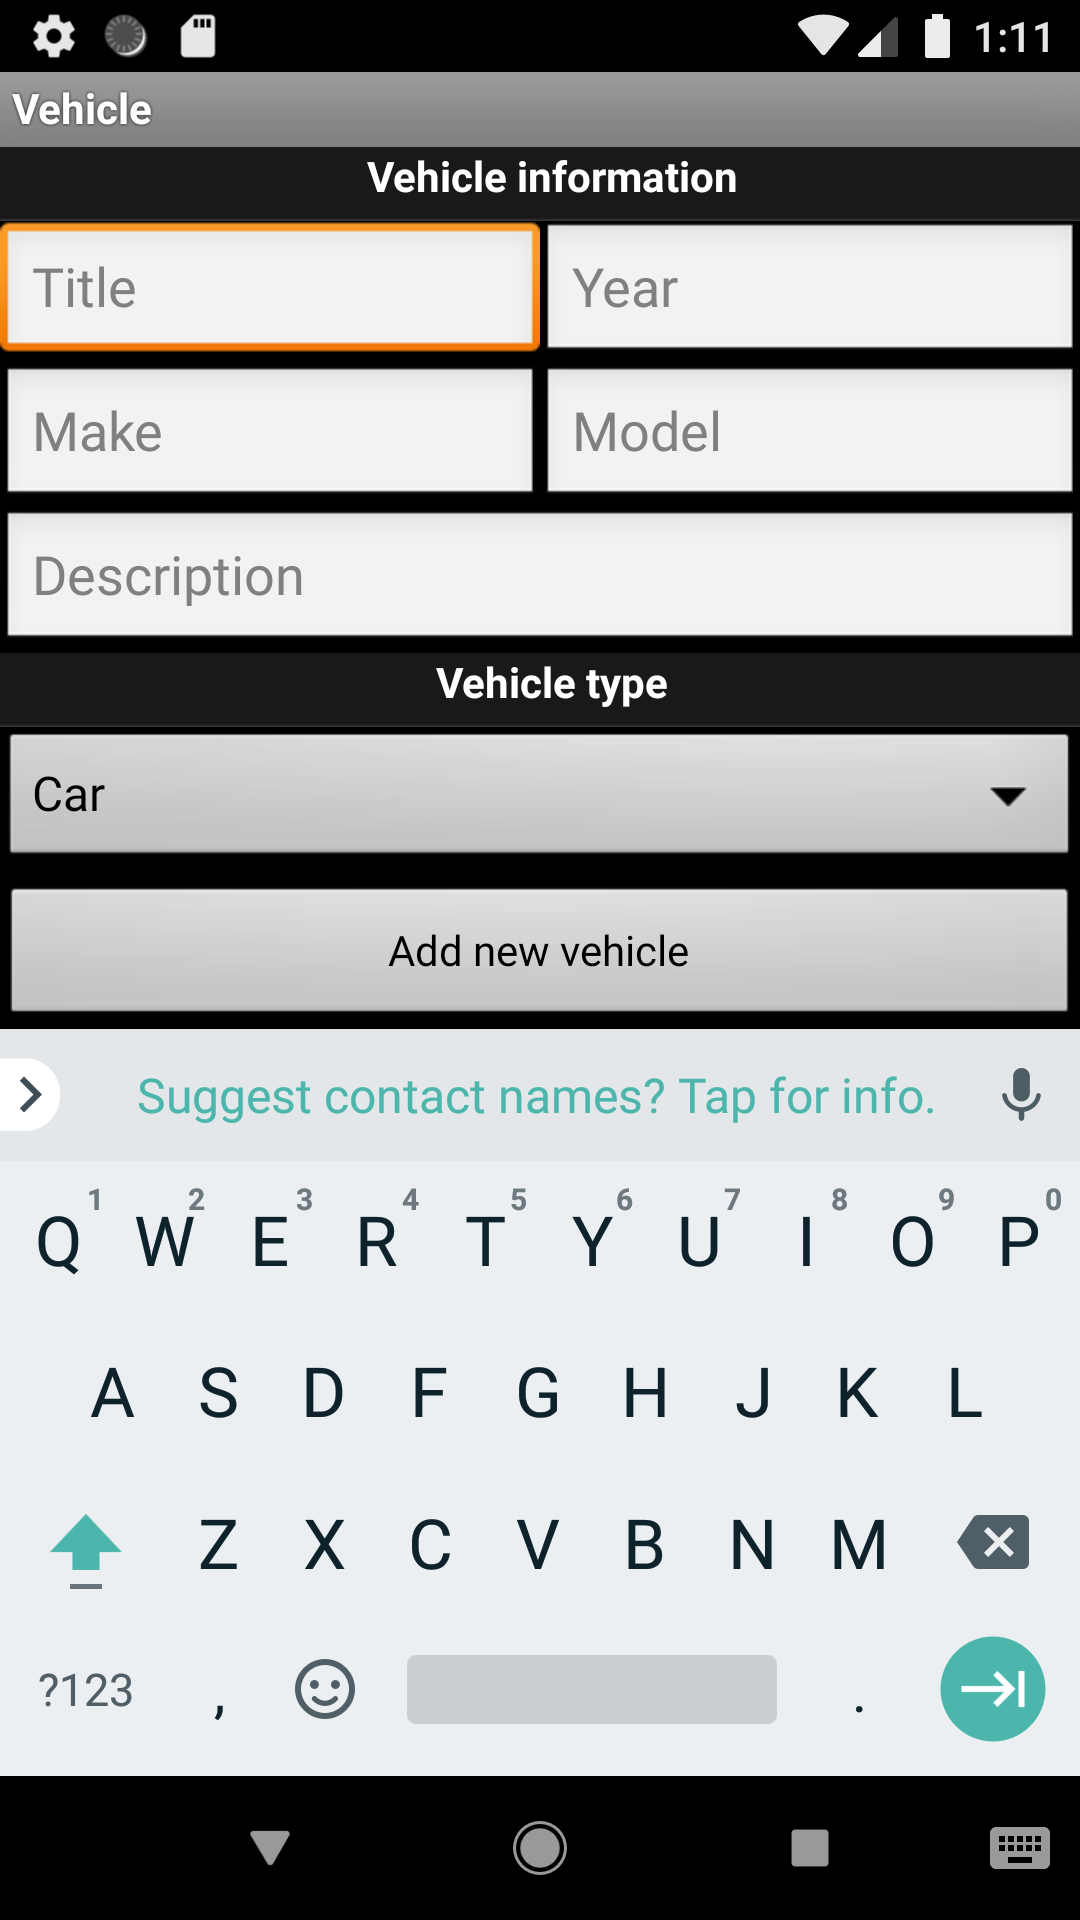 1:11
Vehicle
Vehicle information
Title Year
Make Model
Description
Vehicle type
Car
Add new vehicle
Suggest contact names? Tap for info.
1 2 3 4 5 6 7 8 9 0
Q W E R T Y U I O P
A S D F G H J K L
Z X C V B N M
?123 , .